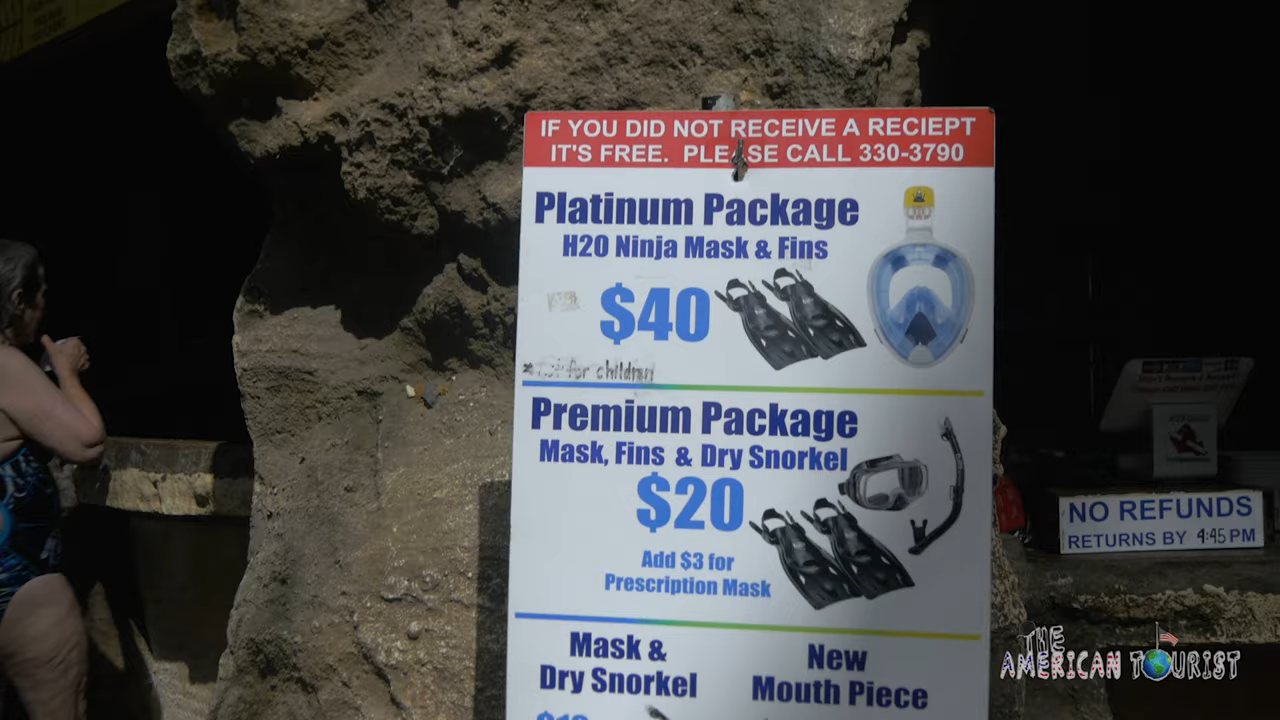 IF YOU DID NOT RECEIVE A RECIEPT
IT'S FREE. PLEASE CALL 330-3790
Platinum Package
H20 Ninja Mask & Fins
$40
for children
Premium Package
Mask, Fins & Dry Snorkel
$20
Add $3 for
Prescription Mask
Mask &
Dry Snorkel
New
Mouth Piece
NO REFUNDS
RETURNS BY 4:45 PM
THE
AMERICAN TOURIST